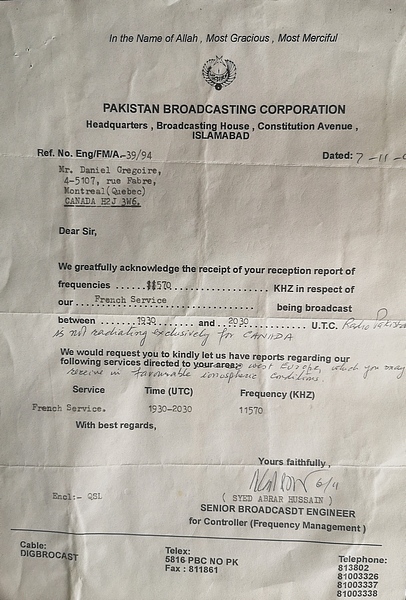 In the Name of Allah , Most Gracious , Most Merciful
PAKISTAN BROADCASTING CORPORATION
Headquarters , Broadcasting House , Constitution Avenue ,
ISLAMABAD
Ref. No. Eng/FM/A.-39/94
Dated: 7-11-
Mr. Daniel Gregoire,
4-5107, rue Fabre,
Montreal(Quebec)
CANADA H2J 3W6.
Dear Sir,
We greatfully acknowledge the receipt of your reception report of
frequencies ......11570........................ KHZ in respect of
our .....French Service..................... being broadcast
between ........1930.......... and ...2030.............. U.T.C. Radio Pakistan
is not radiating exclusively for CANADA
We would request you to kindly let us have reports regarding our
following services directed to your area; west Europe, which you may
receive in favourable ionospheric conditions.
Service Time (UTC) Frequency (KHZ)
French Service. 1930-2030 11570
With best regards,
Yours faithfully ,
6/11
Encl:- QSL
( SYED ABRAR HUSSAIN )
SENIOR BROADCASDT ENGINEER
for Controller (Frequency Management )
Cable:
DIGBROCAST
Telex:
5816 PBC NO PK
Fax : 811861
Telephone:
813802
81003326
81003337
81003338